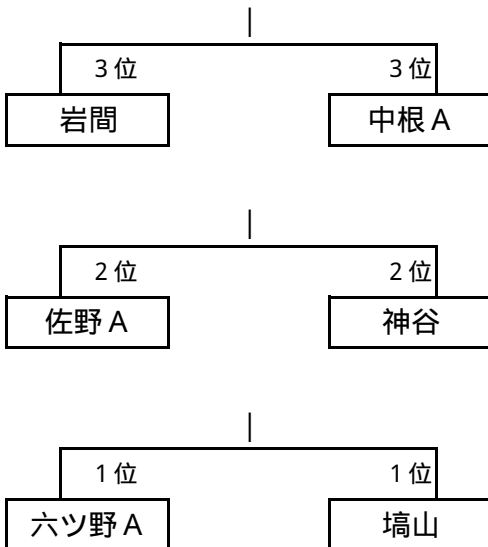 3位 3位
岩間 中根A
2位 2位
佐野A 神谷
1位 1位
六ツ野A 塙山